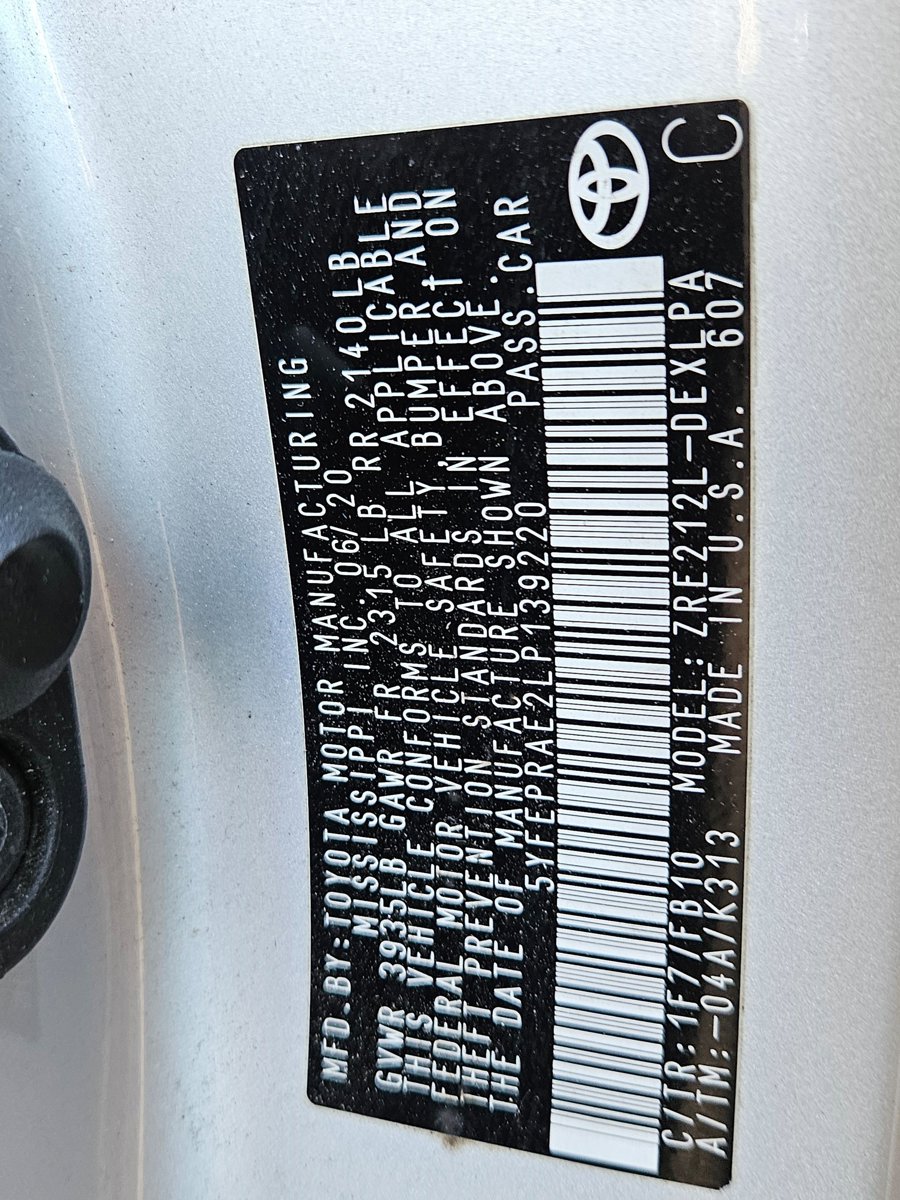 MFD.BY:TOYOTA MOTOR MANUFACTURING
MISSISSIPPI INC. 06/20
GVWR 3935LB GAWR FR 2315 LB RR 2140LB
THIS VEHICLE CONFORMS TO ALL APPLICABLE
FEDERAL MOTOR VEHICLE SAFETY, BUMPER AND
THEFT PREVENTION STANDARDS IN EFFECT ON
THE DATE OF MANUFACTURE SHOWN ABOVE.
5YFEPRAE2LP139220 PASS.CAR
C/TR:1F7/FB10 MODEL:ZRE212L-DEXLPA
A/TM:-04A/K313 MADE IN U.S.A. 607
C